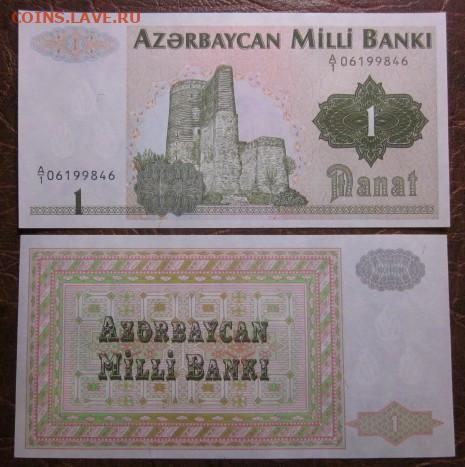 COINS.LAVE.RU
AZƏRBAYCAN MİLLİ BANKI
A/1 06199846
1
A/1 06199846
Manat
1
AZƏRBAYCAN
MİLLİ BANKI
1